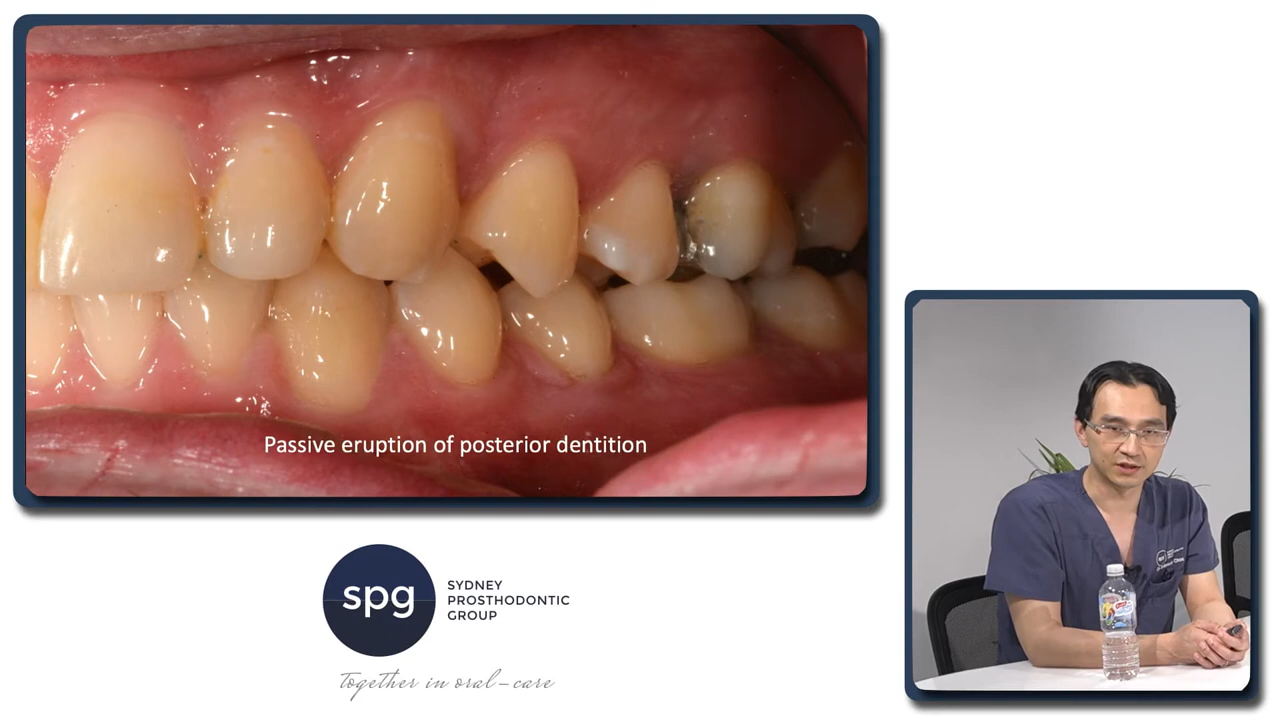 Passive eruption of posterior dentition
spg
SYDNEY
PROSTHODONTIC
GROUP
Together in oral-care